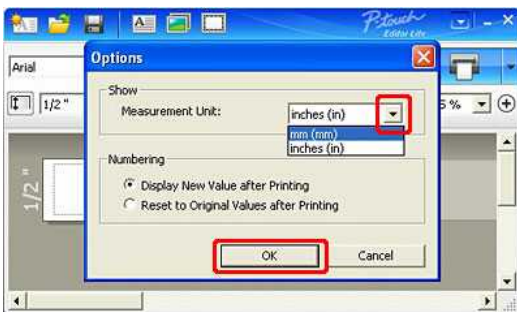 P-touch
Editor Lite
Options
Arial
Show
Measurement Unit:
inches (in)
mm (mm)
inches (in)
1/2 "
5 %
Numbering
Display New Value after Printing
Reset to Original Values after Printing
1/2 "
OK
Cancel